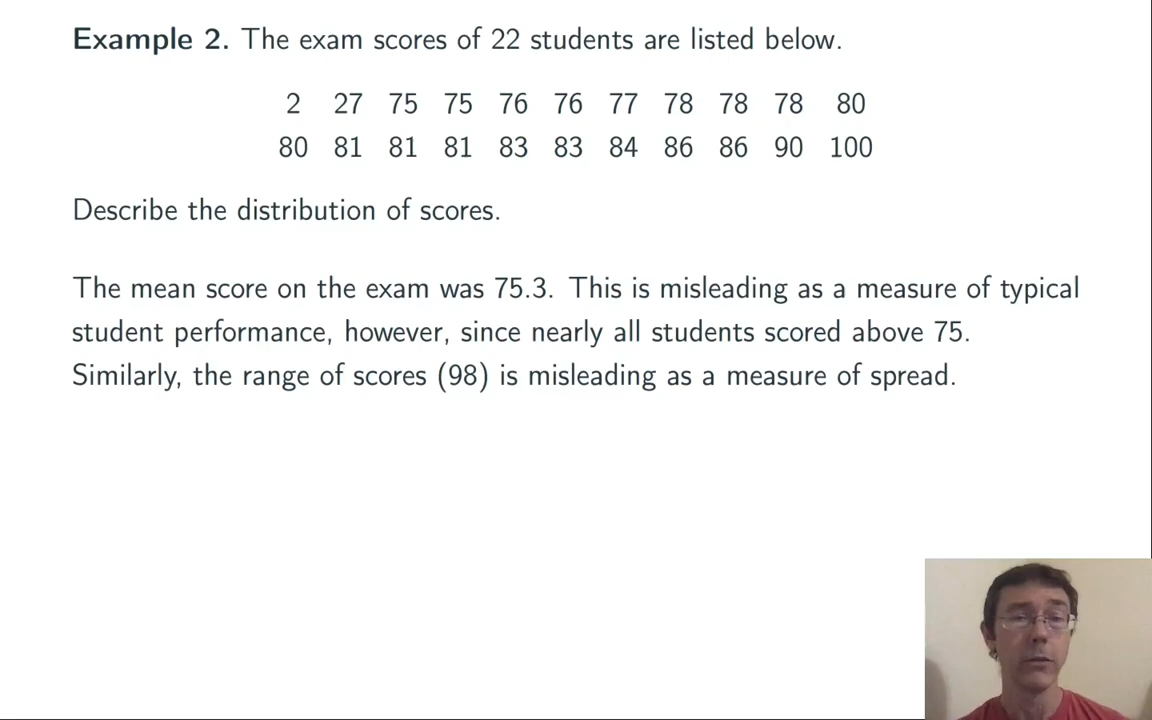 Example 2. The exam scores of 22 students are listed below.
2 27 75 75 76 76 77 78 78 78 80
80 81 81 81 83 83 84 86 86 90 100
Describe the distribution of scores.
The mean score on the exam was 75.3. This is misleading as a measure of typical
student performance, however, since nearly all students scored above 75.
Similarly, the range of scores (98) is misleading as a measure of spread.